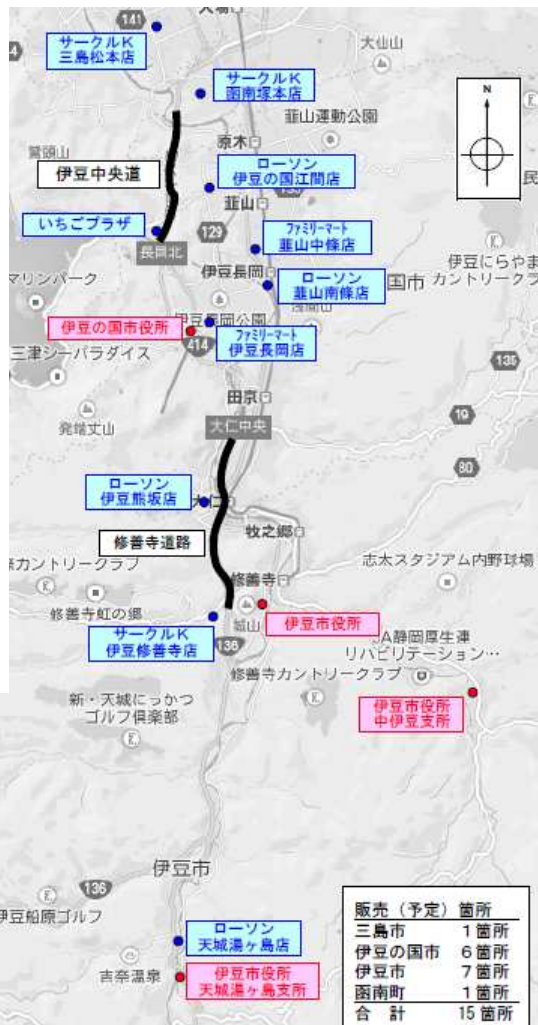 大場
141
サークルK
三島松本店
大仙山
サークルK
函南塚本店
韮山運動公園
N
原木
鷲頭山
伊豆中央道
ローソン
伊豆の国江間店
韮山
民
いちごプラザ
129
ファミリーマート
韮山中條店
長岡北
伊豆長岡
伊豆にらやま
カントリークラブ
マリンパーク
ローソン
韮山南條店
国市
伊豆長岡公園
伊豆の国市役所
414
ファミリーマート
伊豆長岡店
三津シーパラダイス
135
田京
発端丈山
大仁中央
19
80
ローソン
伊豆熊坂店
大仁
修善寺道路
牧之郷
志太スタジアム内野球場
カントリークラブ
修善寺
修善寺虹の郷
城山
伊豆市役所
サークルK
伊豆修善寺店
136
JA静岡厚生連
リハビリテーション…
修善寺カントリークラブ
新・天城にっかつ
ゴルフ倶楽部
伊豆市役所
中伊豆支所
伊豆市
136
伊豆船原ゴルフ
ローソン
天城湯ヶ島店
吉奈温泉
伊豆市役所
天城湯ヶ島支所
販売（予定）箇所
三島市 1箇所
伊豆の国市 6箇所
伊豆市 7箇所
函南町 1箇所
合 計 15箇所